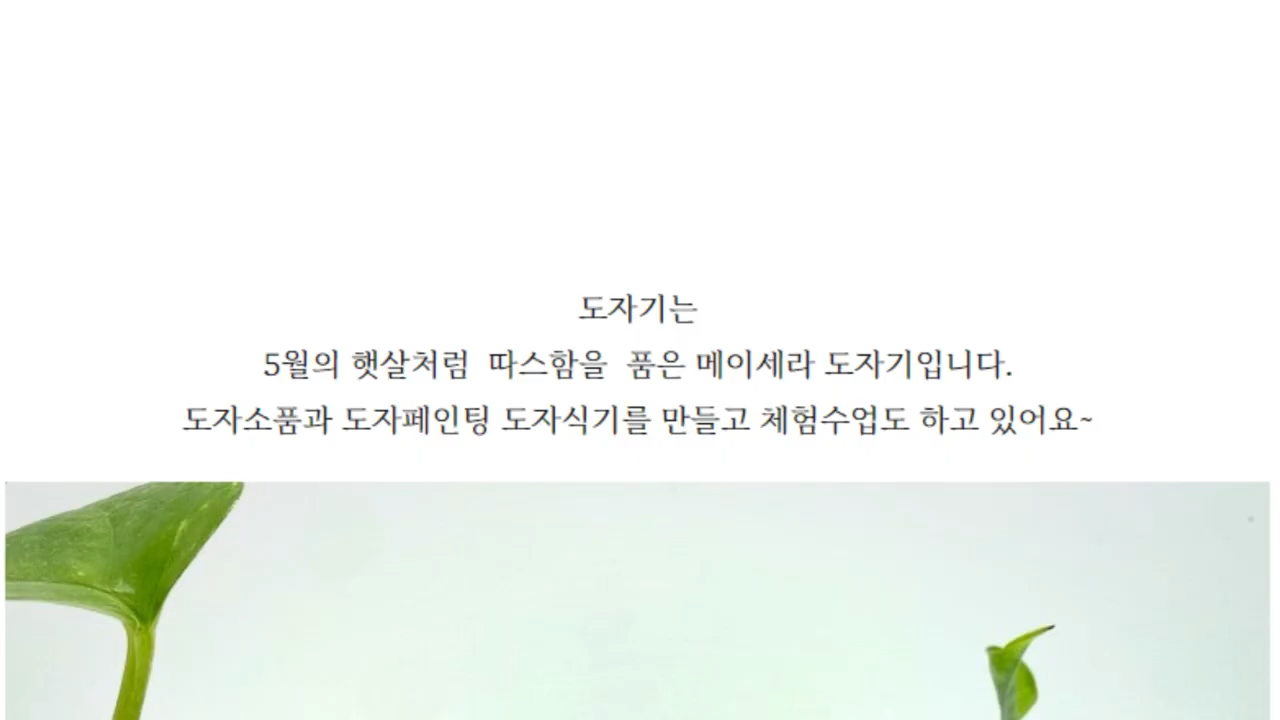 도자기는
5월의 햇살처럼 따스함을 품은 메이세라 도자기입니다.
도자소품과 도자페인팅 도자식기를 만들고 체험수업도 하고 있어요~